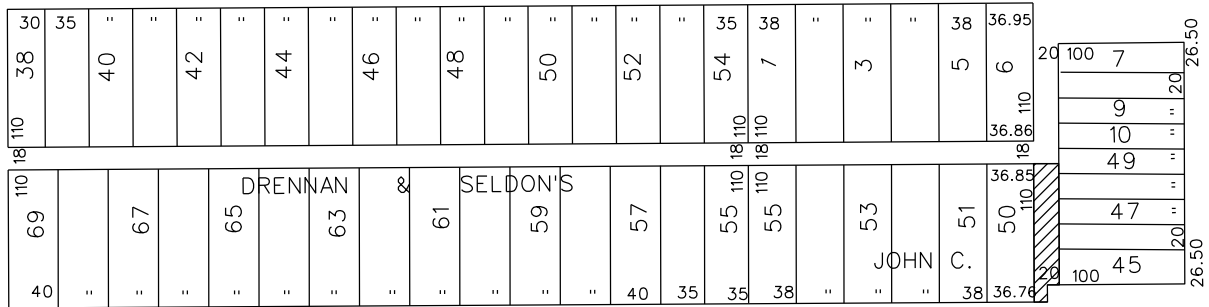 30 35 " " " " " " " 35 38 " " " 38 36.95
38 40 42 44 46 48 50 52 54 1 3 5 6
110 110 110 110
36.86
18 18 18 18
110 110 110 36.85 110
DRENNAN & SELDON'S
69 67 65 63 61 59 57 55 55 53 51 50
JOHN C.
40 " " " " " " " " " " " 40 35 35 38 " " " 38 36.76
20 100 7 26.50
20
9 "
10 "
49 "
"
47 "
20
20 100 45 26.50